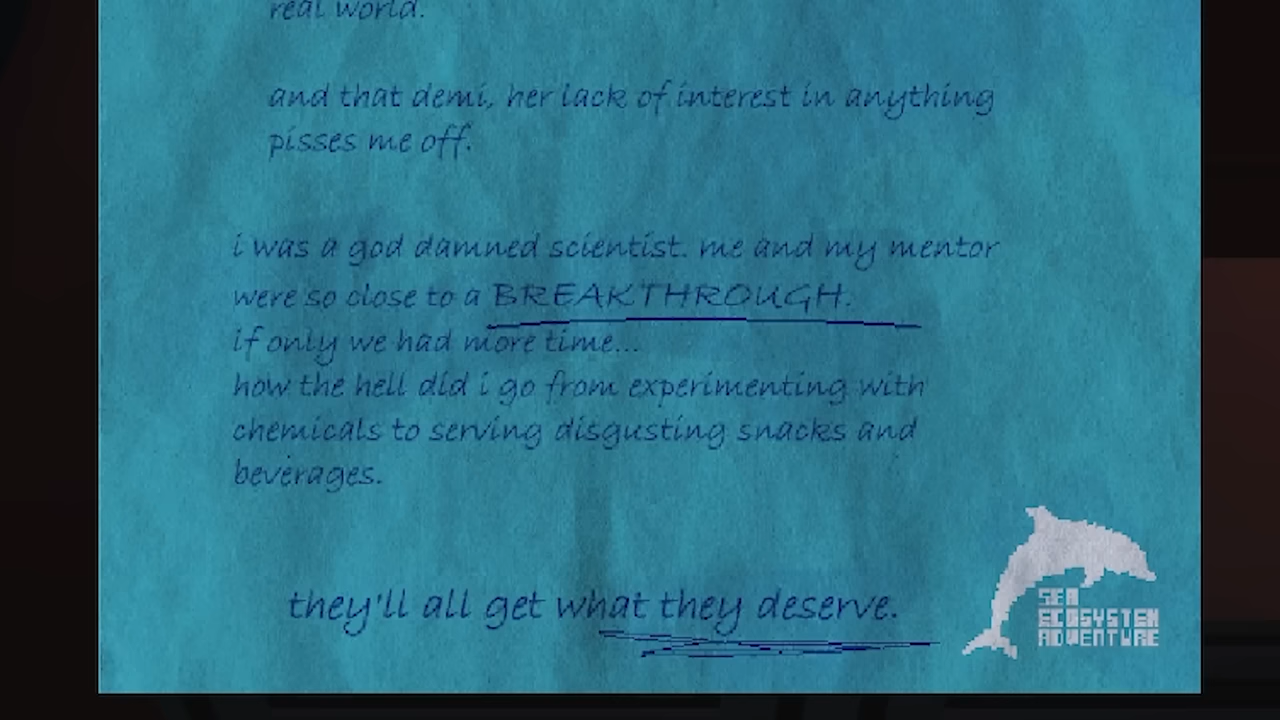 real world.
and that demi, her lack of interest in anything
pisses me off.
i was a god damned scientist. me and my mentor
were so close to a BREAKTHROUGH.
if only we had more time...
how the hell did i go from experimenting with
chemicals to serving disgusting snacks and
beverages.
they'll all get what they deserve.
SEA
ECOSYSTEM
ADVENTURE